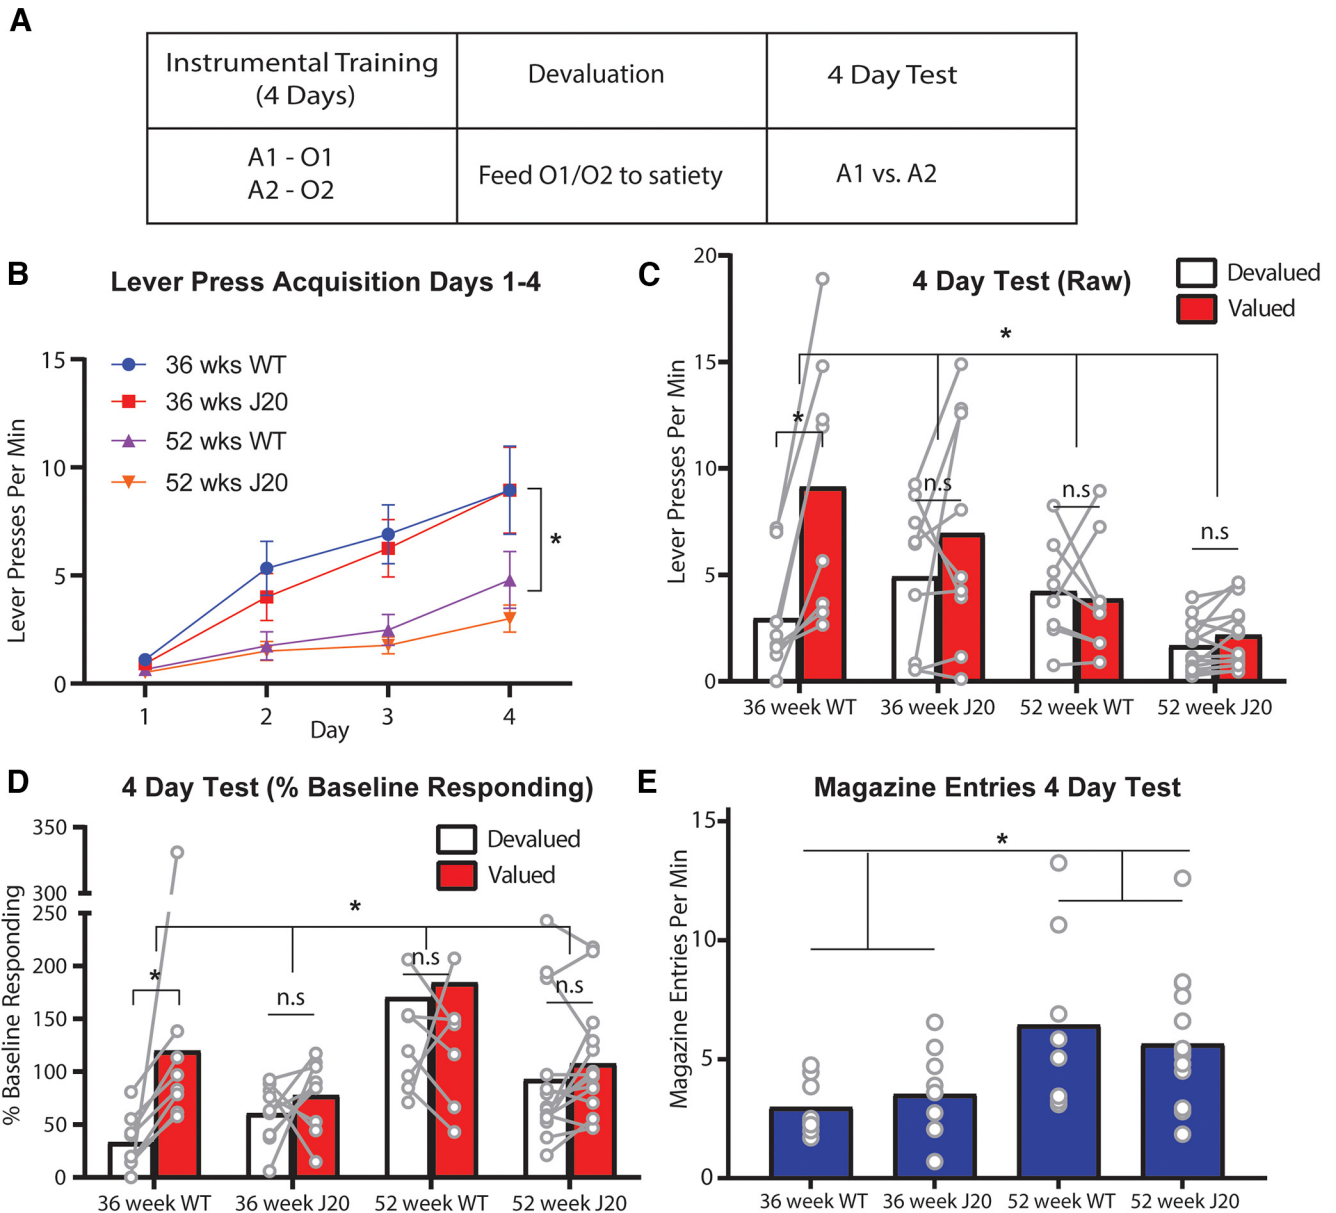 A
Instrumental Training
(4 Days)
Devaluation
4 Day Test
A1 - O1
A2 - O2
Feed O1/O2 to satiety
A1 vs. A2
B
Lever Press Acquisition Days 1-4
Lever Presses Per Min
15
10
5
0
36 wks WT
36 wks J20
52 wks WT
52 wks J20
*
1
2
3
4
Day
C
4 Day Test (Raw)
Devalued
Valued
Lever Presses Per Min
20
15
10
5
0
*
*
n.s
n.s
n.s
36 week WT
36 week J20
52 week WT
52 week J20
D
4 Day Test (% Baseline Responding)
Devalued
Valued
% Baseline Responding
350
300
250
200
150
100
50
0
*
*
n.s
n.s
n.s
36 week WT
36 week J20
52 week WT
52 week J20
E
Magazine Entries 4 Day Test
Magazine Entries Per Min
15
10
5
0
*
36 week WT
36 week J20
52 week WT
52 week J20